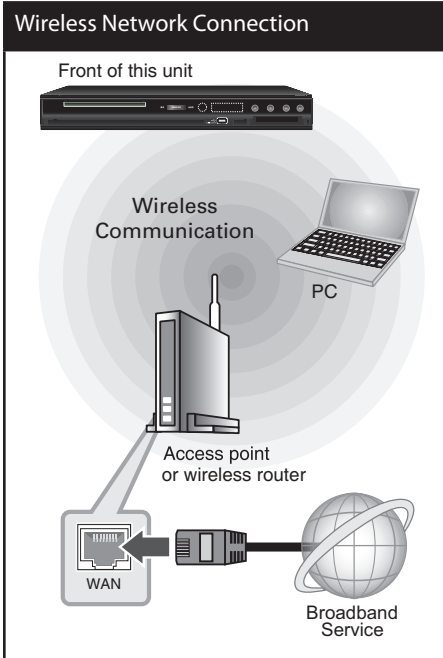 Wireless Network Connection
Front of this unit
Wireless
Communication
PC
Access point
or wireless router
WAN
Broadband
Service